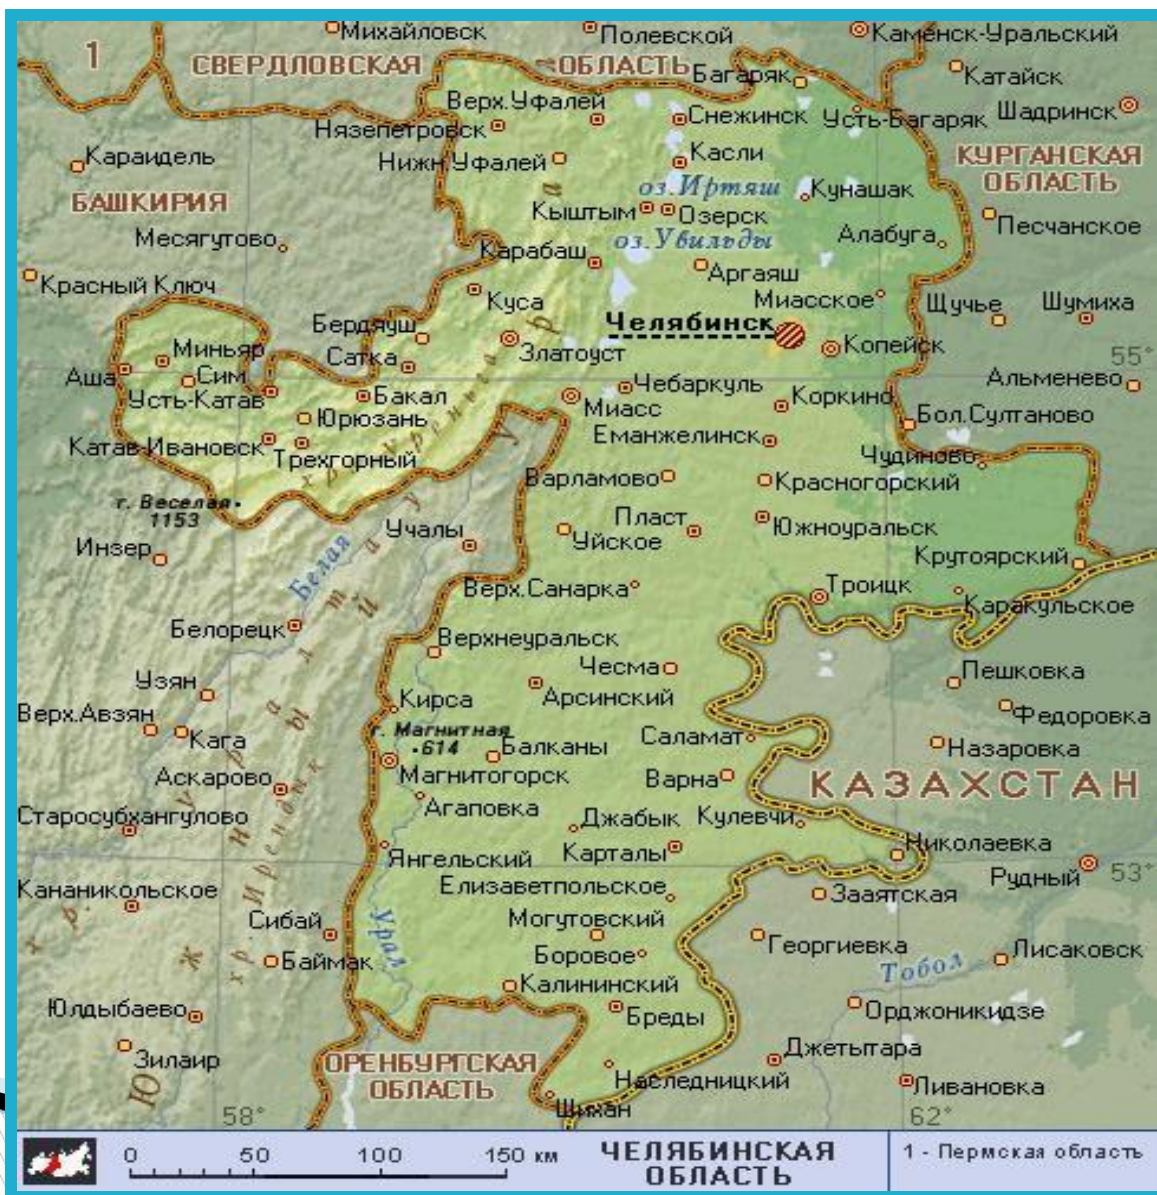 Михайловск
Полевской
Каменск-Уральский
1
СВЕРДЛОВСКАЯ
ОБЛАСТЬ
Багаряк
Катайск
Верх.Уфалей
Снежинск
Усть-Багаряк
Шадринск
Нязепетровск
Караидель
Нижн.Уфалей
Касли
КУРГАНСКАЯ
ОБЛАСТЬ
БАШКИРИЯ
оз.Иртяш
Кунашак
Кыштым
Озерск
Песчанское
Месягутово
Карабаш
оз.Увильды
Алабуга
Красный Ключ
Аргаяш
Куса
Миасское
Щучье
Шумиха
Бердяуш
Челябинск
Миньяр
Сатка
Златоуст
Копейск
55°
Аша
Сим
Чебаркуль
Альменево
Усть-Катав
Бакал
Миасс
Коркино
Юрюзань
Бол.Султаново
Катав-Ивановск
Трехгорный
Еманжелинск
Чудиново
хр. Уреньга
Варламово
Красногорский
г. Веселая
1153
Учалы
Пласт
Уйское
Южноуральск
Инзер
Белая
Крутоярский
Верх.Санарка
Троицк
Каракульское
Белорецк
Верхнеуральск
Чесма
Пешковка
Узян
Кирса
Арсинский
Федоровка
Верх.Авзян
Кага
г. Магнитная
614
Балканы
Саламат
Назаровка
Аскарово
Магнитогорск
Варна
КАЗАХСТАН
Агаповка
Старосубхангулово
Джабык
Кулевчи
Янгельский
Карталы
Николаевка
Рудный
53°
хр. Ирендык
Кананикольское
Елизаветпольское
Зааятская
Сибай
Урал
Могутовский
Георгиевка
Лисаковск
Баймак
Боровое
Тобол
Калининский
Юлдыбаево
Бреды
Орджоникидзе
Зилаир
ОРЕНБУРГСКАЯ
ОБЛАСТЬ
Джетыгара
Наследницкий
Ливановка
Шихан
58°
62°
0 50 100 150 км
ЧЕЛЯБИНСКАЯ
ОБЛАСТЬ
1 - Пермская область